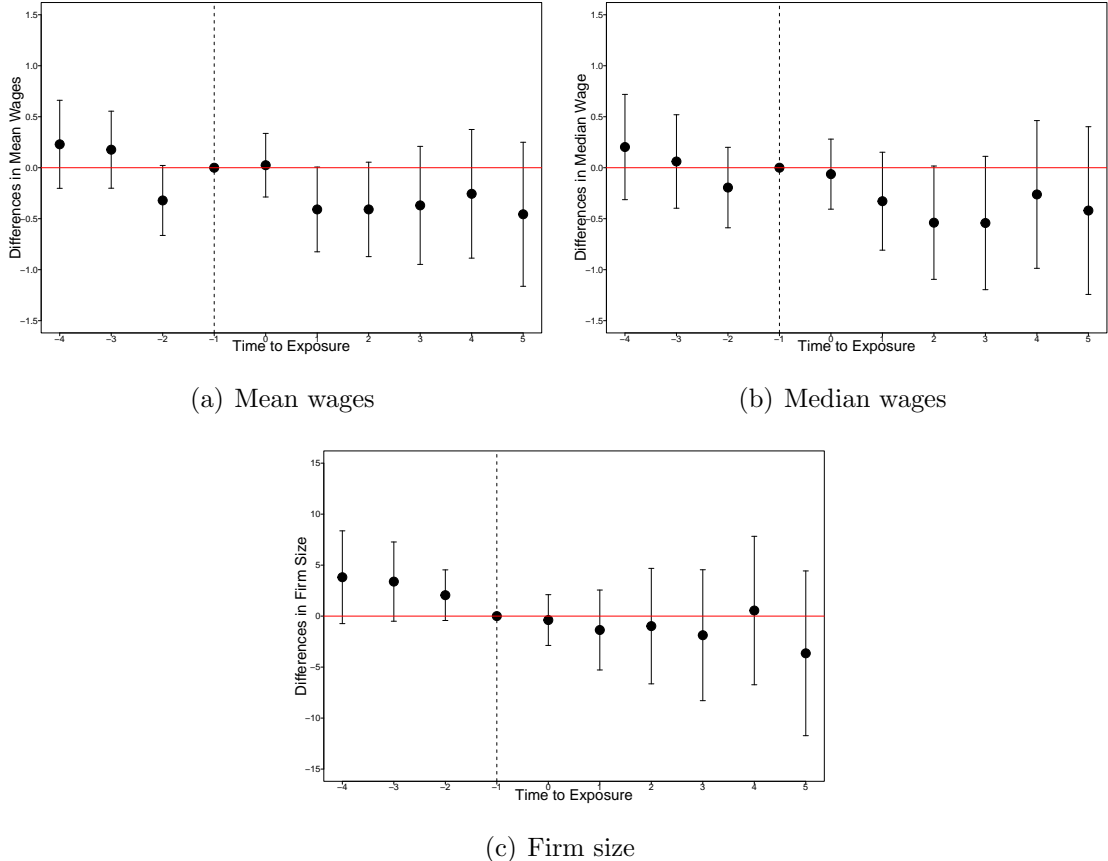 Differences in Mean Wages
1.5
1.0
0.5
0.0
−0.5
−1.0
−1.5
−4 −3 −2 −1 0 1 2 3 4 5
Time to Exposure
(a) Mean wages
Differences in Median Wage
1.5
1.0
0.5
0.0
−0.5
−1.0
−1.5
−4 −3 −2 −1 0 1 2 3 4 5
Time to Exposure
(b) Median wages
Differences in Firm Size
15
10
5
0
−5
−10
−15
−4 −3 −2 −1 0 1 2 3 4 5
Time to Exposure
(c) Firm size